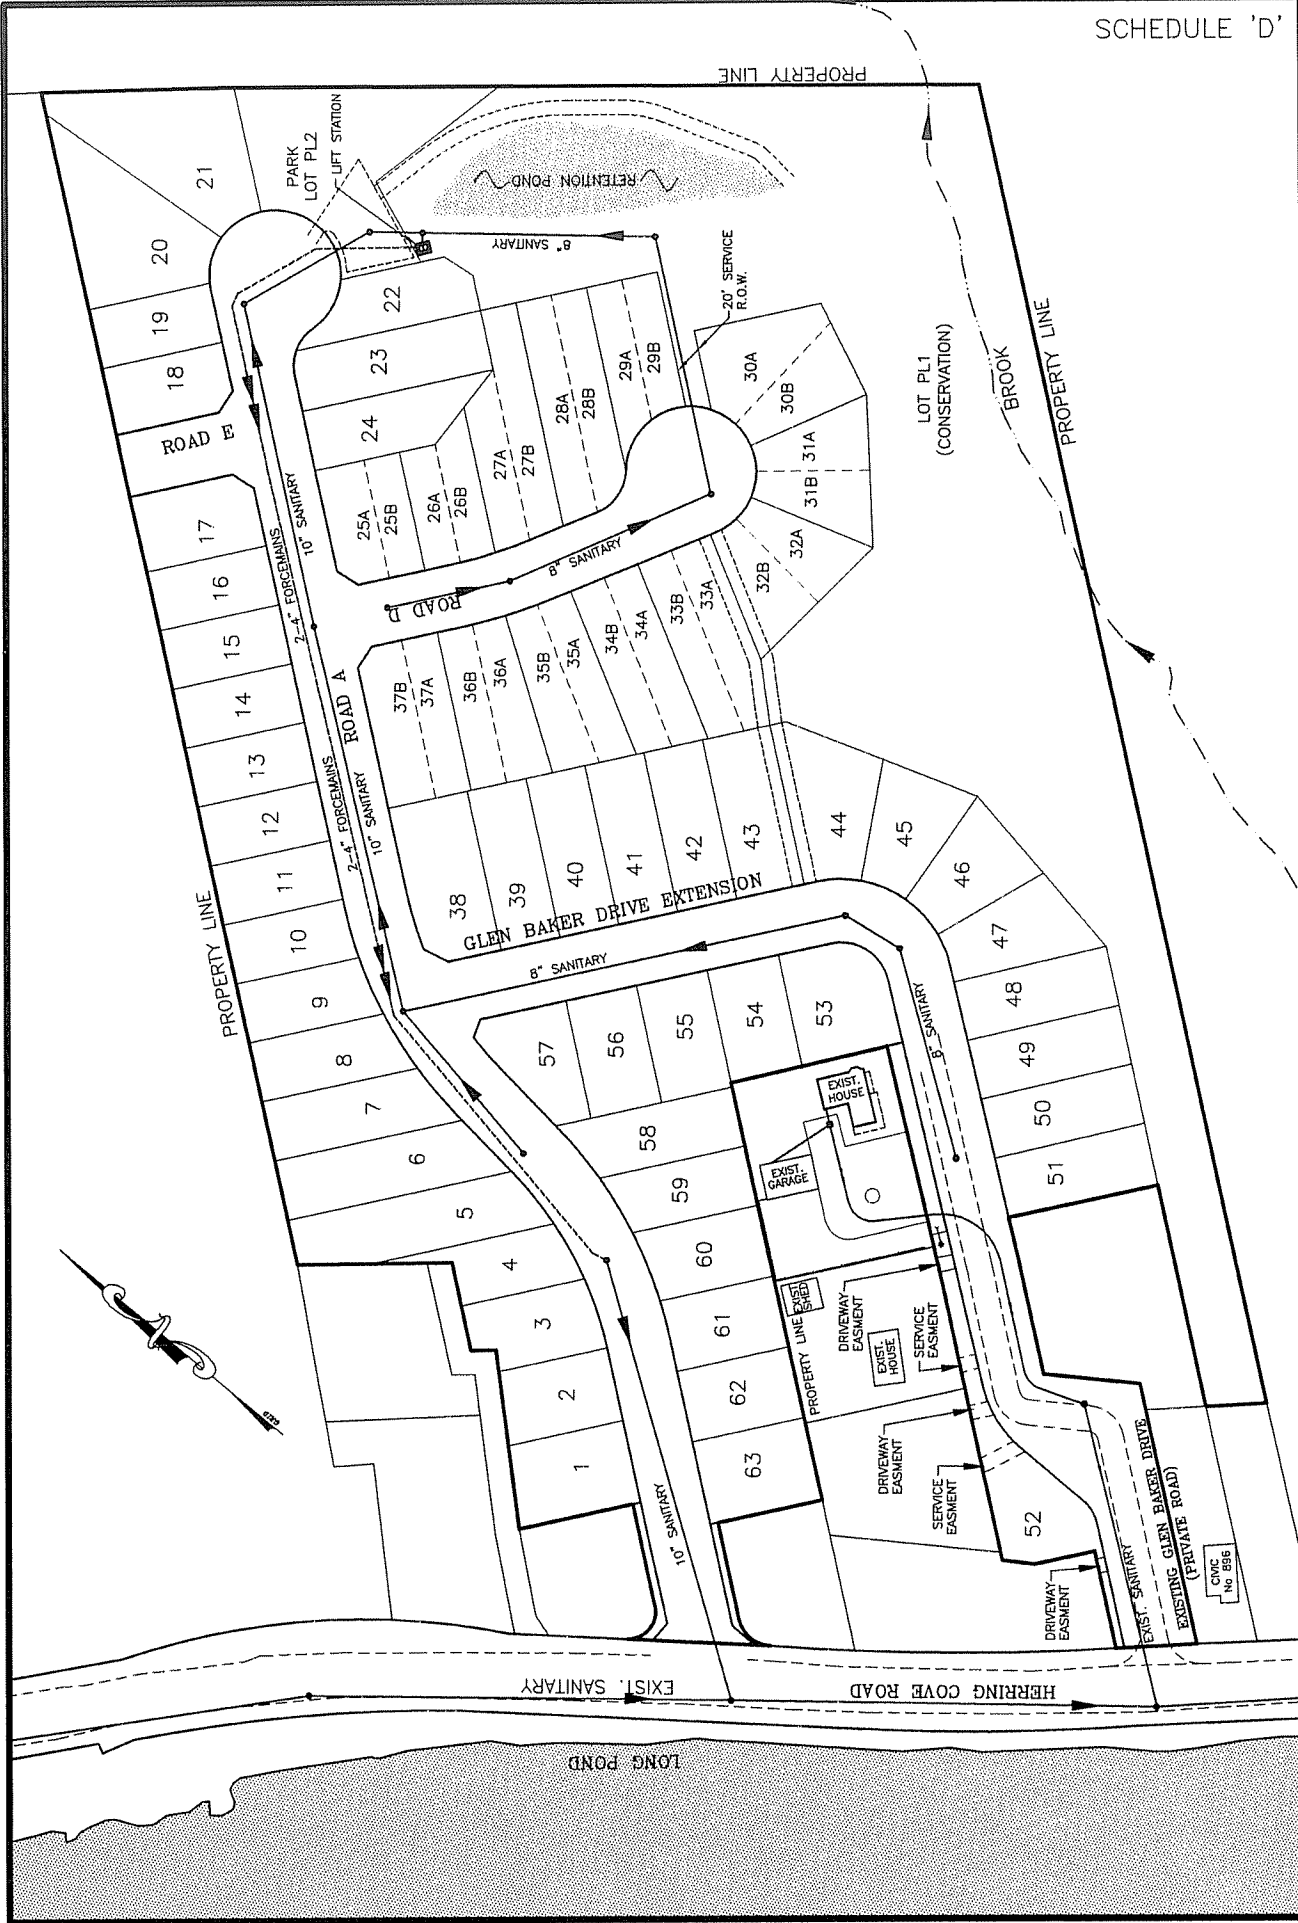 SCHEDULE 'D'
PROPERTY LINE
PARK
LOT PL2
LIFT STATION
RETENTION POND
8" SANITARY
20' SERVICE
R.O.W.
LOT PL1
(CONSERVATION)
BROOK
PROPERTY LINE
21
20
19
18
ROAD E
22
23
24
25A
25B
26A
26B
27A
27B
28A
28B
29A
29B
30A
30B
31A
31B
32A
32B
33A
33B
34A
34B
35A
35B
36A
36B
37A
37B
8" SANITARY
ROAD D
10" SANITARY
2-4" FORCEMAINS
ROAD A
17
16
15
14
13
12
11
10
9
8
7
6
5
4
3
2
1
PROPERTY LINE
2-4" FORCEMAINS
10" SANITARY
38
39
40
41
42
43
44
45
46
47
48
49
50
51
GLEN BAKER DRIVE EXTENSION
8" SANITARY
8" SANITARY
53
54
55
56
57
58
59
60
61
62
63
EXIST.
HOUSE
EXIST.
GARAGE
EXIST
SHED
PROPERTY LINE
DRIVEWAY
EASMENT
EXIST.
HOUSE
SERVICE
EASMENT
DRIVEWAY
EASMENT
SERVICE
EASMENT
52
DRIVEWAY
EASMENT
EXIST. SANITARY
EXISTING GLEN BAKER DRIVE
(PRIVATE ROAD)
CIVIC
No 896
10" SANITARY
GRID
EXIST. SANITARY
HERRING COVE ROAD
LONG POND